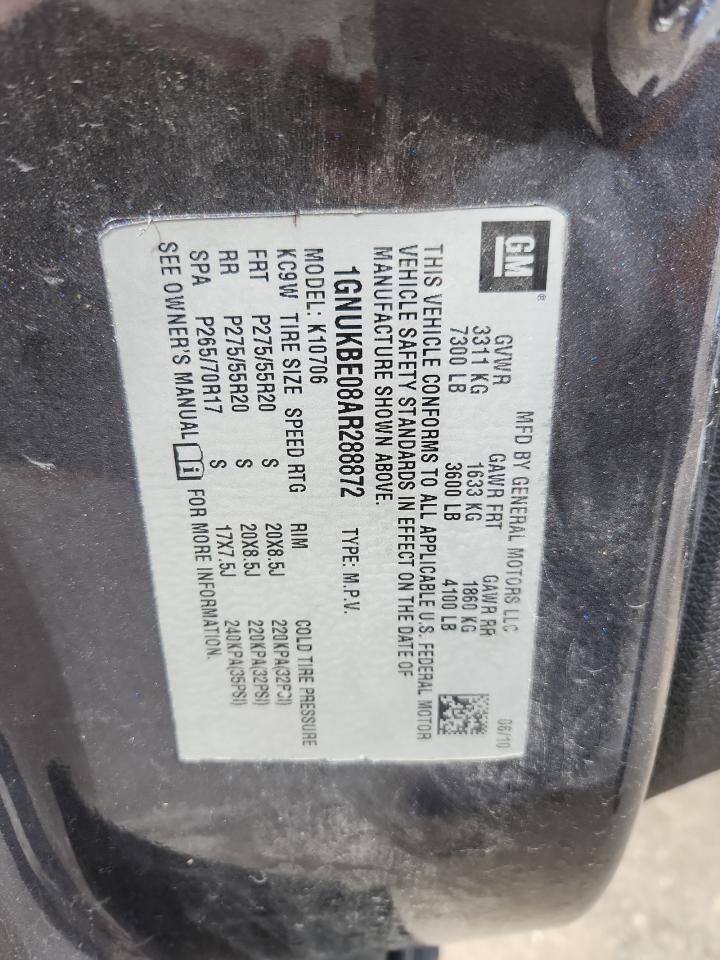 GM ®
MFD BY GENERAL MOTORS LLC 06/10
GVWR GAWR FRT GAWR RR
3311 KG 1633 KG 1860 KG
7300 LB 3600 LB 4100 LB
THIS VEHICLE CONFORMS TO ALL APPLICABLE U.S. FEDERAL MOTOR
VEHICLE SAFETY STANDARDS IN EFFECT ON THE DATE OF
MANUFACTURE SHOWN ABOVE.
1GNUKBE08AR288872 TYPE: M.P.V.
MODEL: K10706
KC9W TIRE SIZE SPEED RTG RIM COLD TIRE PRESSURE
FRT P275/55R20 S 20X8.5J 220KPA(32PSI)
RR P275/55R20 S 20X8.5J 220KPA(32PSI)
SPA P265/70R17 S 17X7.5J 240KPA(35PSI)
SEE OWNER'S MANUAL i FOR MORE INFORMATION.